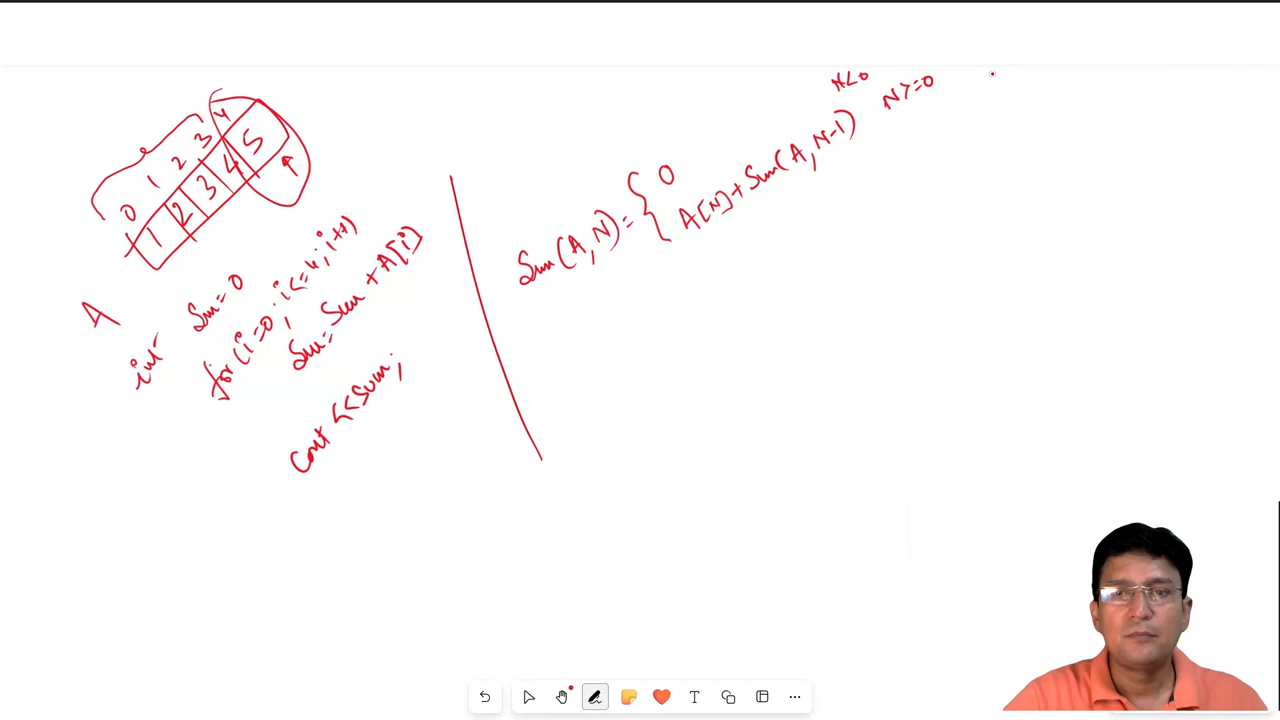 0 1 2 3 4
1 2 3 4 5
A
int Sum=0
for(i=0; i<=4; i++)
Sum=Sum+A[i]
cout<<Sum;
Sum(A,N)={ 0 N<0
A[N]+Sum(A,N-1) N>=0
T